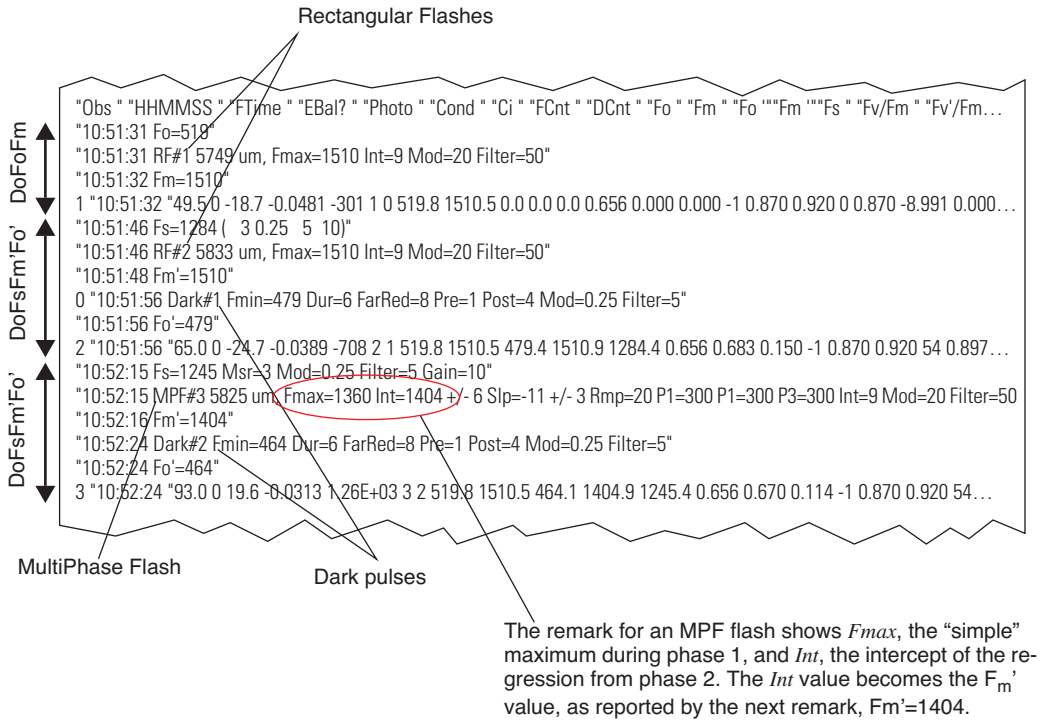 Rectangular Flashes
"Obs " "HHMMSS " "FTime " "EBal? " "Photo " "Cond " "Ci " "FCnt " "DCnt " "Fo " "Fm " "Fo '""Fm '""Fs " "Fv/Fm " "Fv'/Fm…
DoFoFm
"10:51:31 Fo=519"
"10:51:31 RF#1 5749 um, Fmax=1510 Int=9 Mod=20 Filter=50"
"10:51:32 Fm=1510"
1 "10:51:32 "49.5 0 -18.7 -0.0481 -301 1 0 519.8 1510.5 0.0 0.0 0.0 0.656 0.000 0.000 -1 0.870 0.920 0 0.870 -8.991 0.000…
DoFsFm'Fo'
"10:51:46 Fs=1284 ( 3 0.25 5 10)"
"10:51:46 RF#2 5833 um, Fmax=1510 Int=9 Mod=20 Filter=50"
"10:51:48 Fm'=1510"
0 "10:51:56 Dark#1 Fmin=479 Dur=6 FarRed=8 Pre=1 Post=4 Mod=0.25 Filter=5"
"10:51:56 Fo'=479"
2 "10:51:56 "65.0 0 -24.7 -0.0389 -708 2 1 519.8 1510.5 479.4 1510.9 1284.4 0.656 0.683 0.150 -1 0.870 0.920 54 0.897…
DoFsFm'Fo'
"10:52:15 Fs=1245 Msr=3 Mod=0.25 Filter=5 Gain=10"
"10:52:15 MPF#3 5825 um, Fmax=1360 Int=1404 +/- 6 Slp=-11 +/- 3 Rmp=20 P1=300 P1=300 P3=300 Int=9 Mod=20 Filter=50
"10:52:16 Fm'=1404"
"10:52:24 Dark#2 Fmin=464 Dur=6 FarRed=8 Pre=1 Post=4 Mod=0.25 Filter=5"
"10:52:24 Fo'=464"
3 "10:52:24 "93.0 0 19.6 -0.0313 1.26E+03 3 2 519.8 1510.5 464.1 1404.9 1245.4 0.656 0.670 0.114 -1 0.870 0.920 54…
MultiPhase Flash
Dark pulses
The remark for an MPF flash shows Fmax, the “simple”
maximum during phase 1, and Int, the intercept of the re-
gression from phase 2. The Int value becomes the Fm’
value, as reported by the next remark, Fm’=1404.